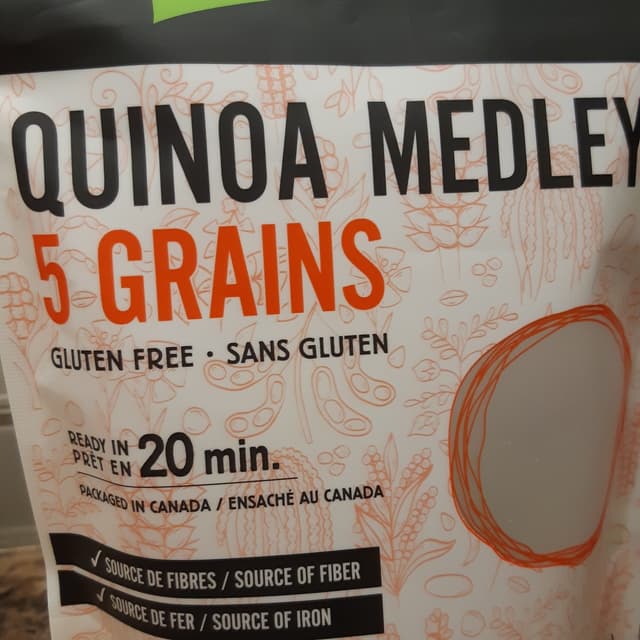 QUINOA MEDLEY
5 GRAINS
GLUTEN FREE · SANS GLUTEN
READY IN
PRÊT EN
20 min.
PACKAGED IN CANADA / ENSACHÉ AU CANADA
✓ SOURCE DE FIBRES / SOURCE OF FIBER
✓ SOURCE DE FER / SOURCE OF IRON